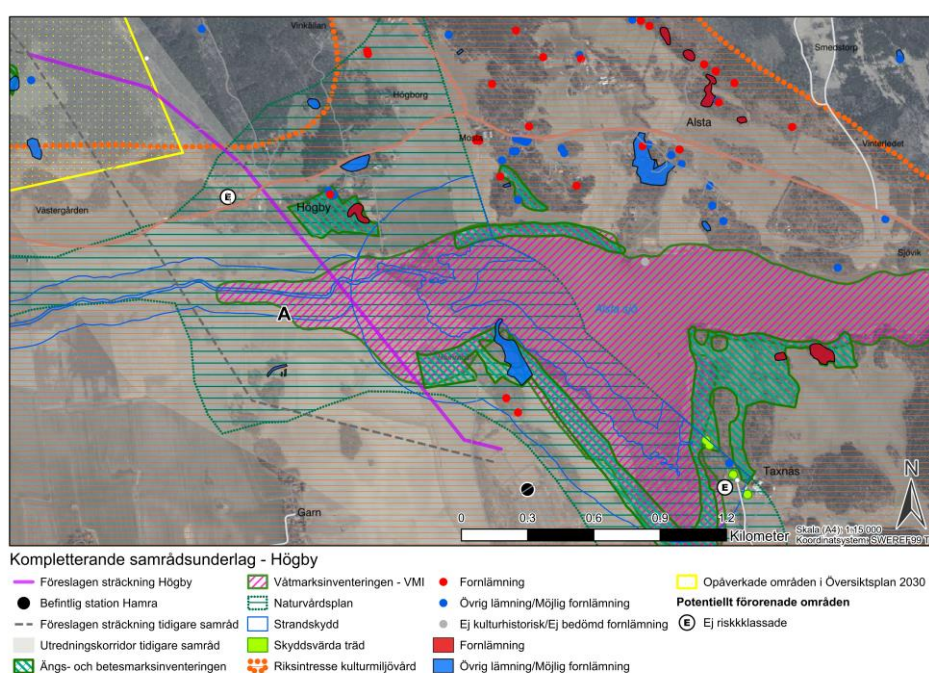 Vinkällan
Smedstorp
Högborg
Alsta
Mosta
Vinterledet
E
Västergården
Högby
Sjövik
Alsta sjö
A
Taxnäs
E
N
Garn
0 0.3 0.6 0.9 1.2
Kilometer
Skala (A4): 1:15 000
Koordinatsystem: SWEREF99 T
Kompletterande samrådsunderlag - Högby
Föreslagen sträckning Högby
Befintlig station Hamra
Föreslagen sträckning tidigare samråd
Utredningskorridor tidigare samråd
Ängs- och betesmarksinventeringen
Våtmarksinventeringen - VMI
Naturvårdsplan
Strandskydd
Skyddsvärda träd
Riksintresse kulturmiljövård
Fornlämning
Övrig lämning/Möjlig fornlämning
Ej kulturhistorisk/Ej bedömd fornlämning
Fornlämning
Övrig lämning/Möjlig fornlämning
Opåverkade områden i Översiktsplan 2030
Potentiellt förorenade områden
E Ej riskklassade